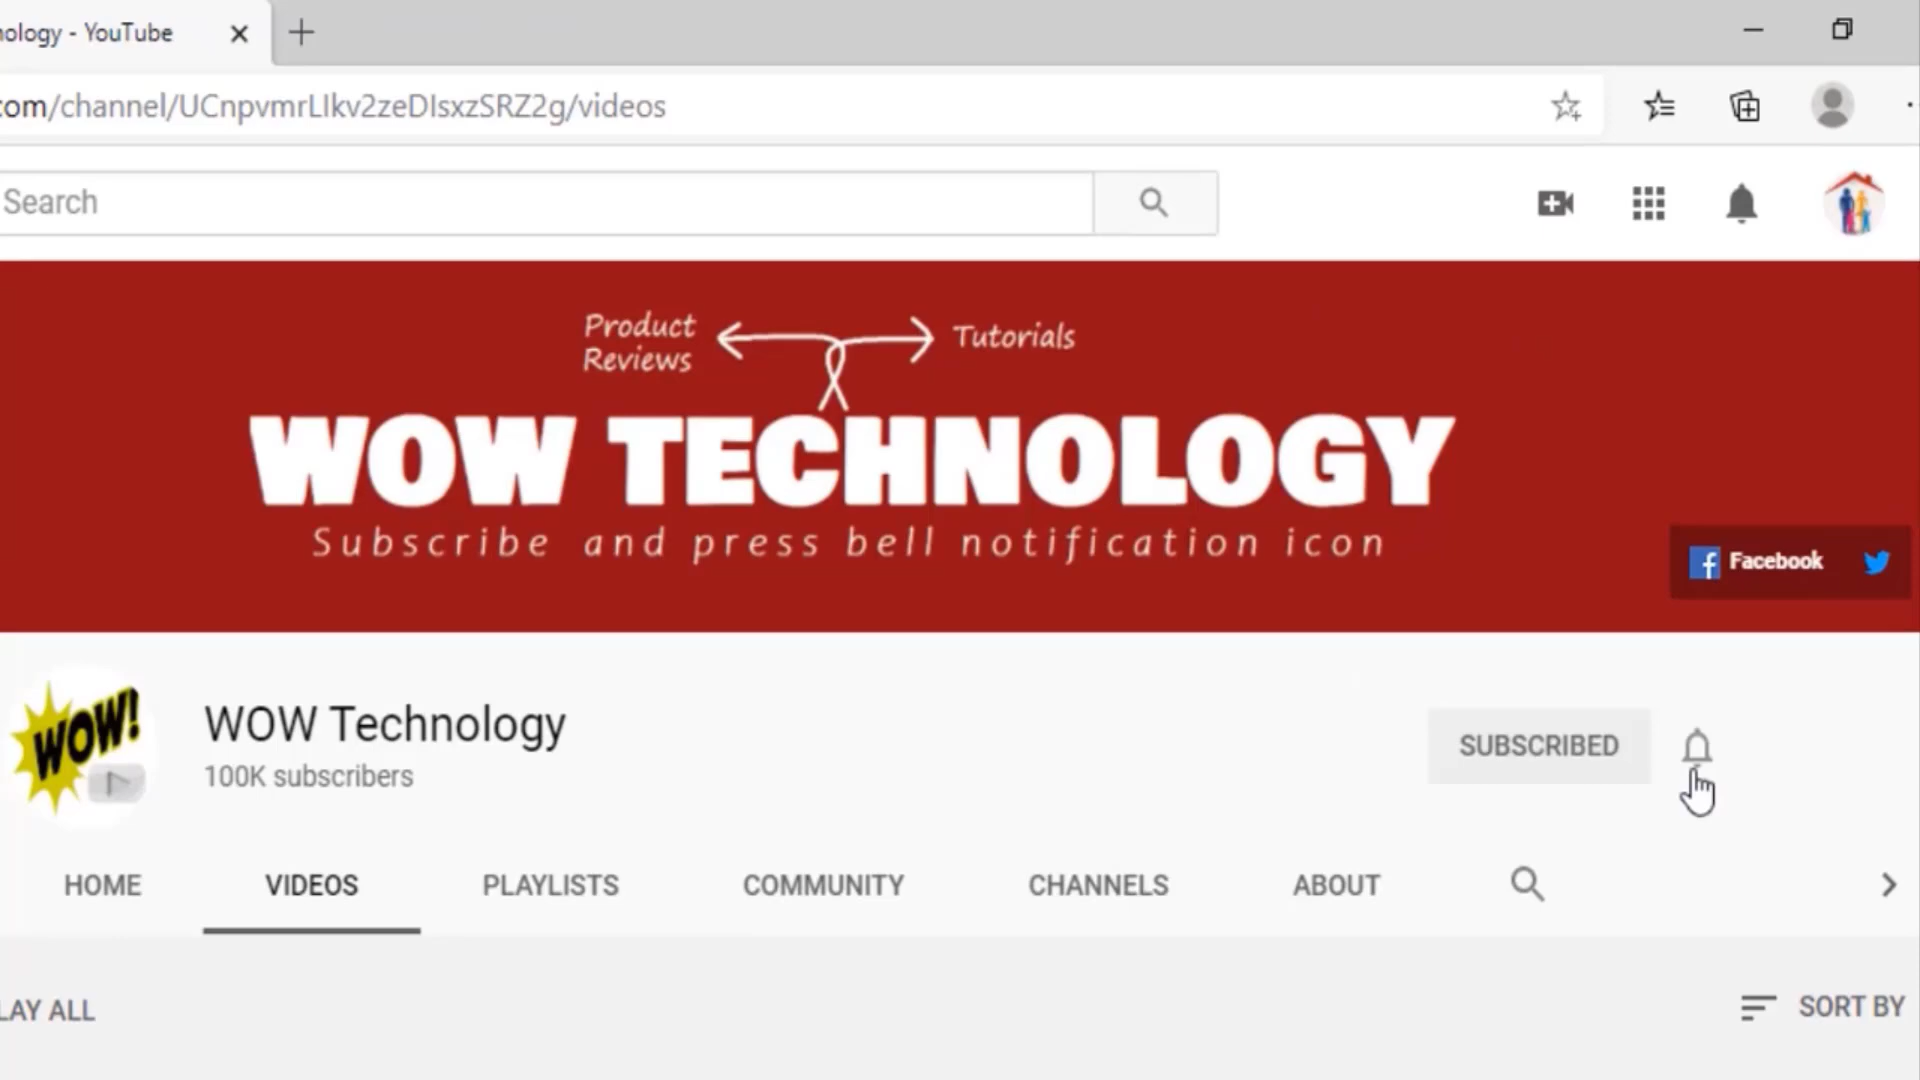 nology - YouTube
com/channel/UCnpvmrLIkv2zeDIsxzSRZ2g/videos
Search
Product
Reviews
Tutorials
WOW TECHNOLOGY
Subscribe and press bell notification icon
Facebook
WOW!
WOW Technology
100K subscribers
SUBSCRIBED
HOME VIDEOS PLAYLISTS COMMUNITY CHANNELS ABOUT
LAY ALL
SORT BY